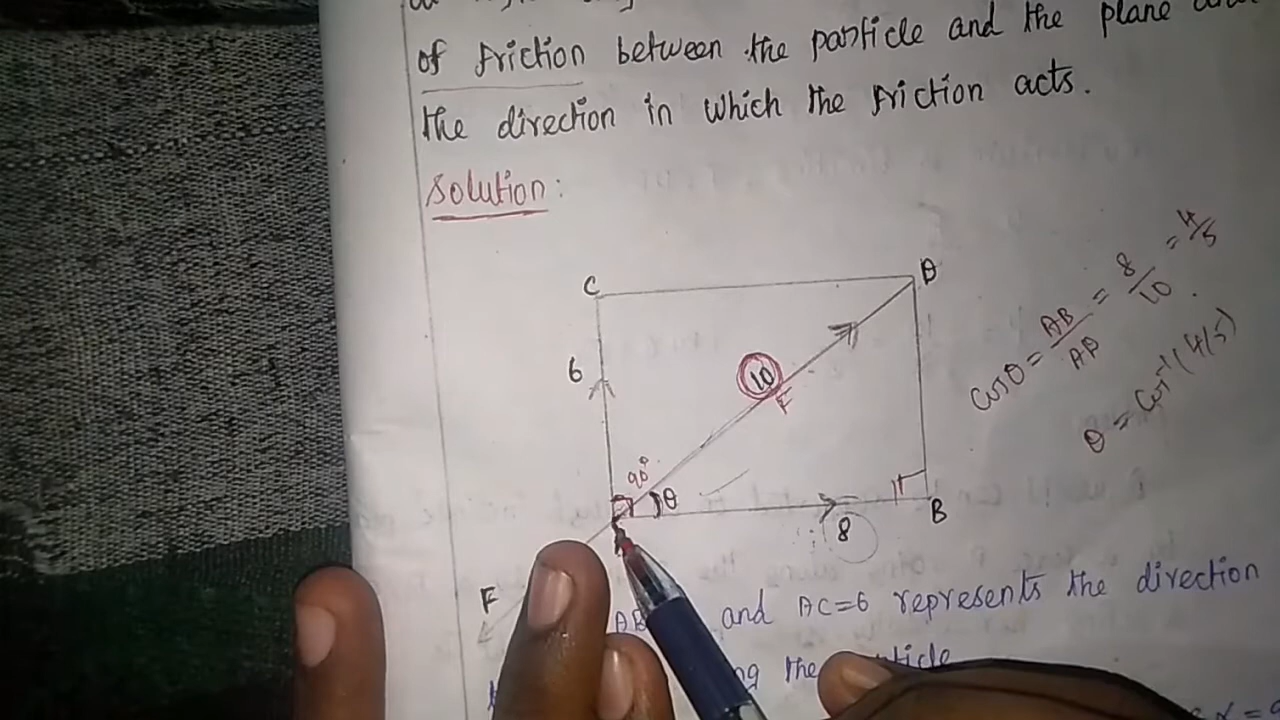 of friction between the particle and the plane and
the direction in which the friction acts.
Solution:
C
D
6
10
F
90°
θ
8
B
F
cosθ = AB/AD = 8/10 = 4/5
θ = Cos⁻¹(4/5)
and AC=6 represents the direction
the